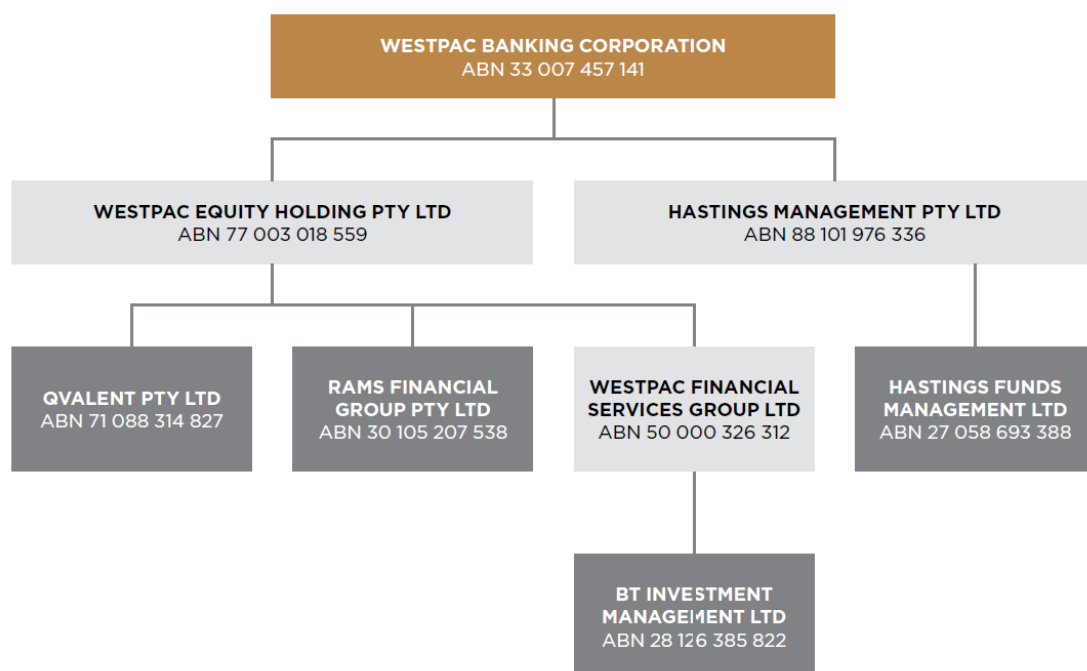 WESTPAC BANKING CORPORATION
ABN 33 007 457 141
WESTPAC EQUITY HOLDING PTY LTD
ABN 77 003 018 559
HASTINGS MANAGEMENT PTY LTD
ABN 88 101 976 336
QVALENT PTY LTD
ABN 71 088 314 827
RAMS FINANCIAL
GROUP PTY LTD
ABN 30 105 207 538
WESTPAC FINANCIAL
SERVICES GROUP LTD
ABN 50 000 326 312
HASTINGS FUNDS
MANAGEMENT LTD
ABN 27 058 693 388
BT INVESTMENT
MANAGEMENT LTD
ABN 28 126 385 822